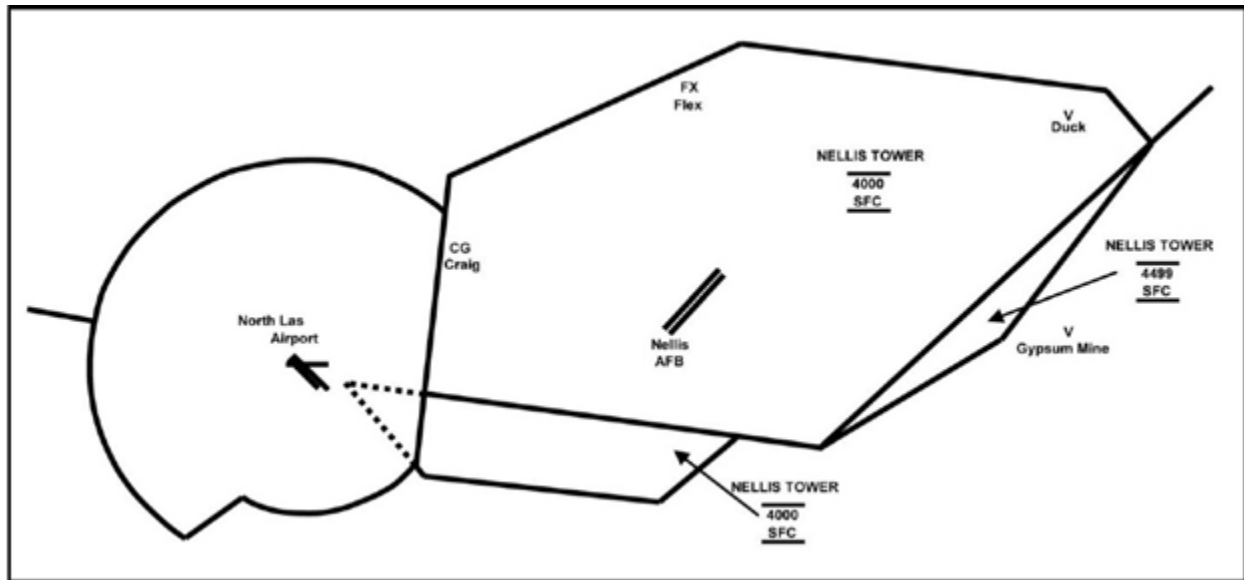 FX
Flex
V
Duck
NELLIS TOWER
4000
SFC
CG
Craig
NELLIS TOWER
4499
SFC
North Las
Airport
Nellis
AFB
V
Gypsum Mine
NELLIS TOWER
4000
SFC